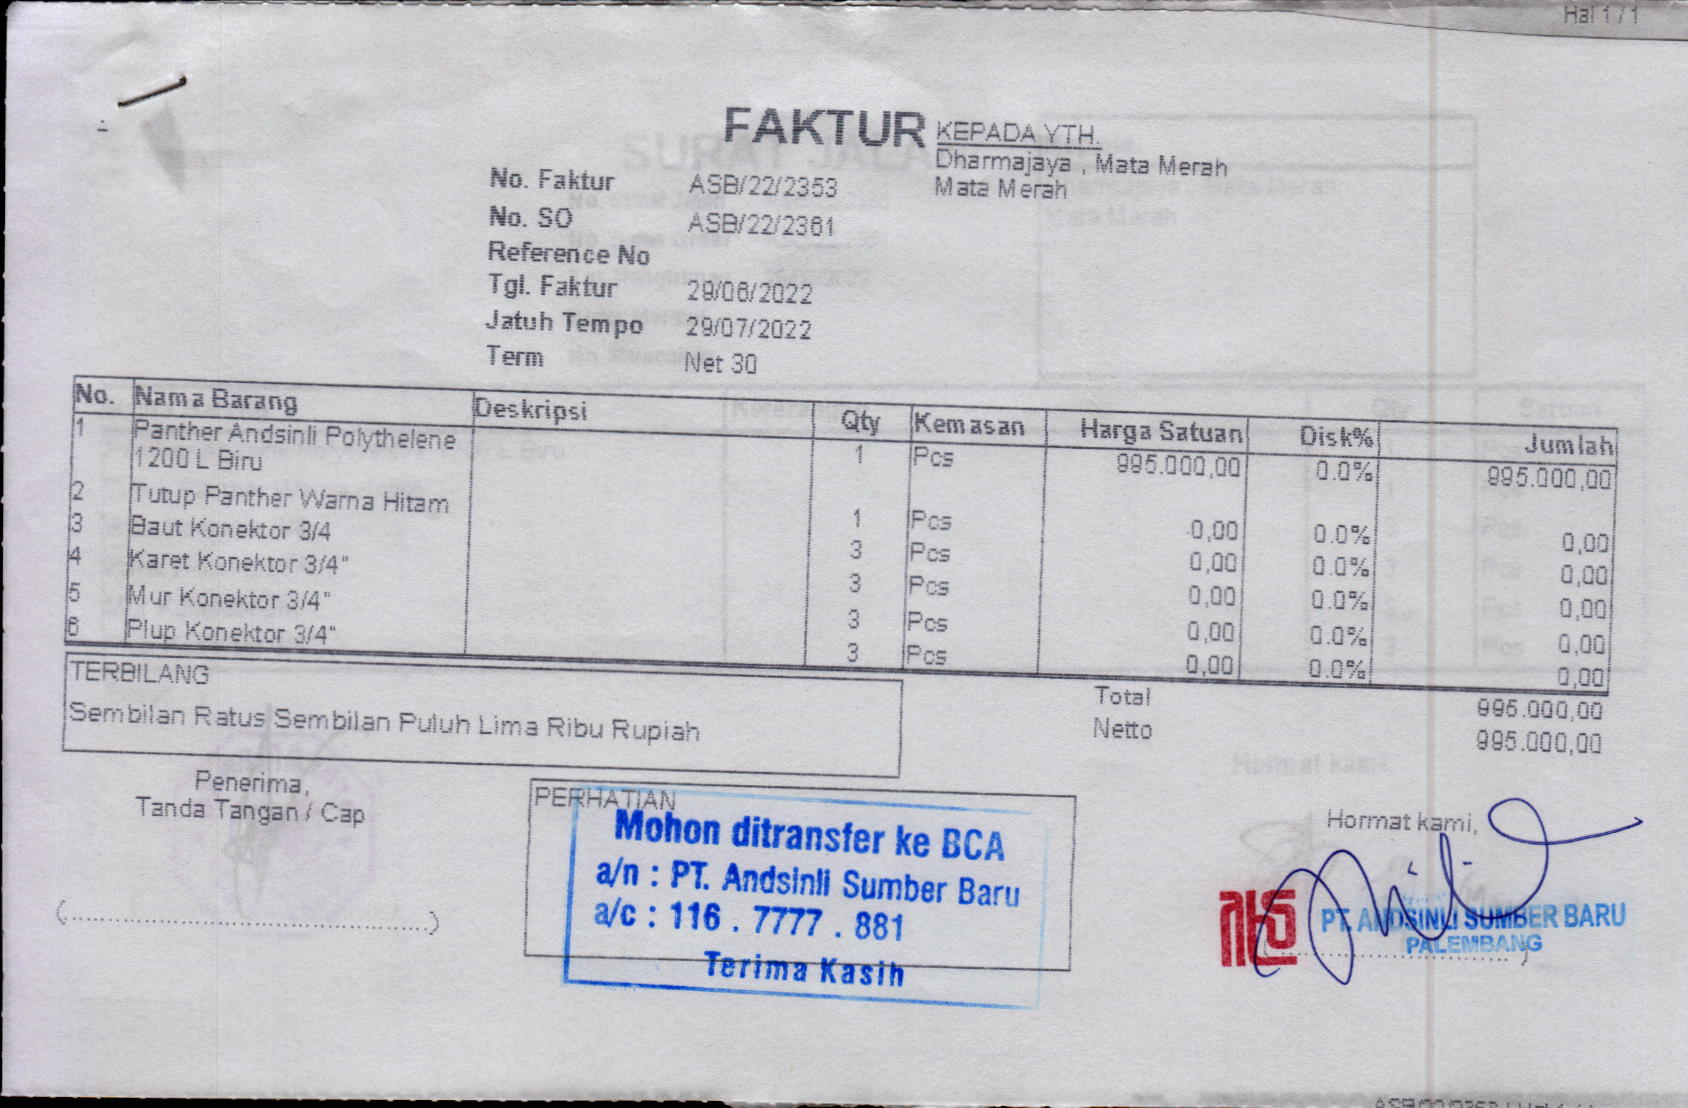 Hal 1 / 1
FAKTUR
KEPADA YTH.
Dharmajaya , Mata Merah
Mata Merah
No. Faktur ASB/22/2353
No. SO ASB/22/2361
Reference No
Tgl. Faktur 29/06/2022
Jatuh Tempo 29/07/2022
Term Net 30
No. Nama Barang Deskripsi Qty Kemasan Harga Satuan Disk% Jumlah
1 Panther Andsinli Polythelene 1 Pcs 995.000,00 0.0% 995.000,00
1200 L Biru
2 Tutup Panther Warna Hitam 1 Pcs 0,00 0.0% 0,00
3 Baut Konektor 3/4 3 Pcs 0,00 0.0% 0,00
4 Karet Konektor 3/4" 3 Pcs 0,00 0.0% 0,00
5 Mur Konektor 3/4" 3 Pcs 0,00 0.0% 0,00
6 Plup Konektor 3/4" 3 Pcs 0,00 0.0% 0,00
TERBILANG
Sembilan Ratus Sembilan Puluh Lima Ribu Rupiah
Total 995.000,00
Netto 995.000,00
Penerima,
Tanda Tangan / Cap
(..............................................)
PERHATIAN
Mohon ditransfer ke BCA
a/n : PT. Andsinli Sumber Baru
a/c : 116 . 7777 . 881
Terima Kasih
Hormat kami,
PT. ANDSINLI SUMBER BARU
PALEMBANG